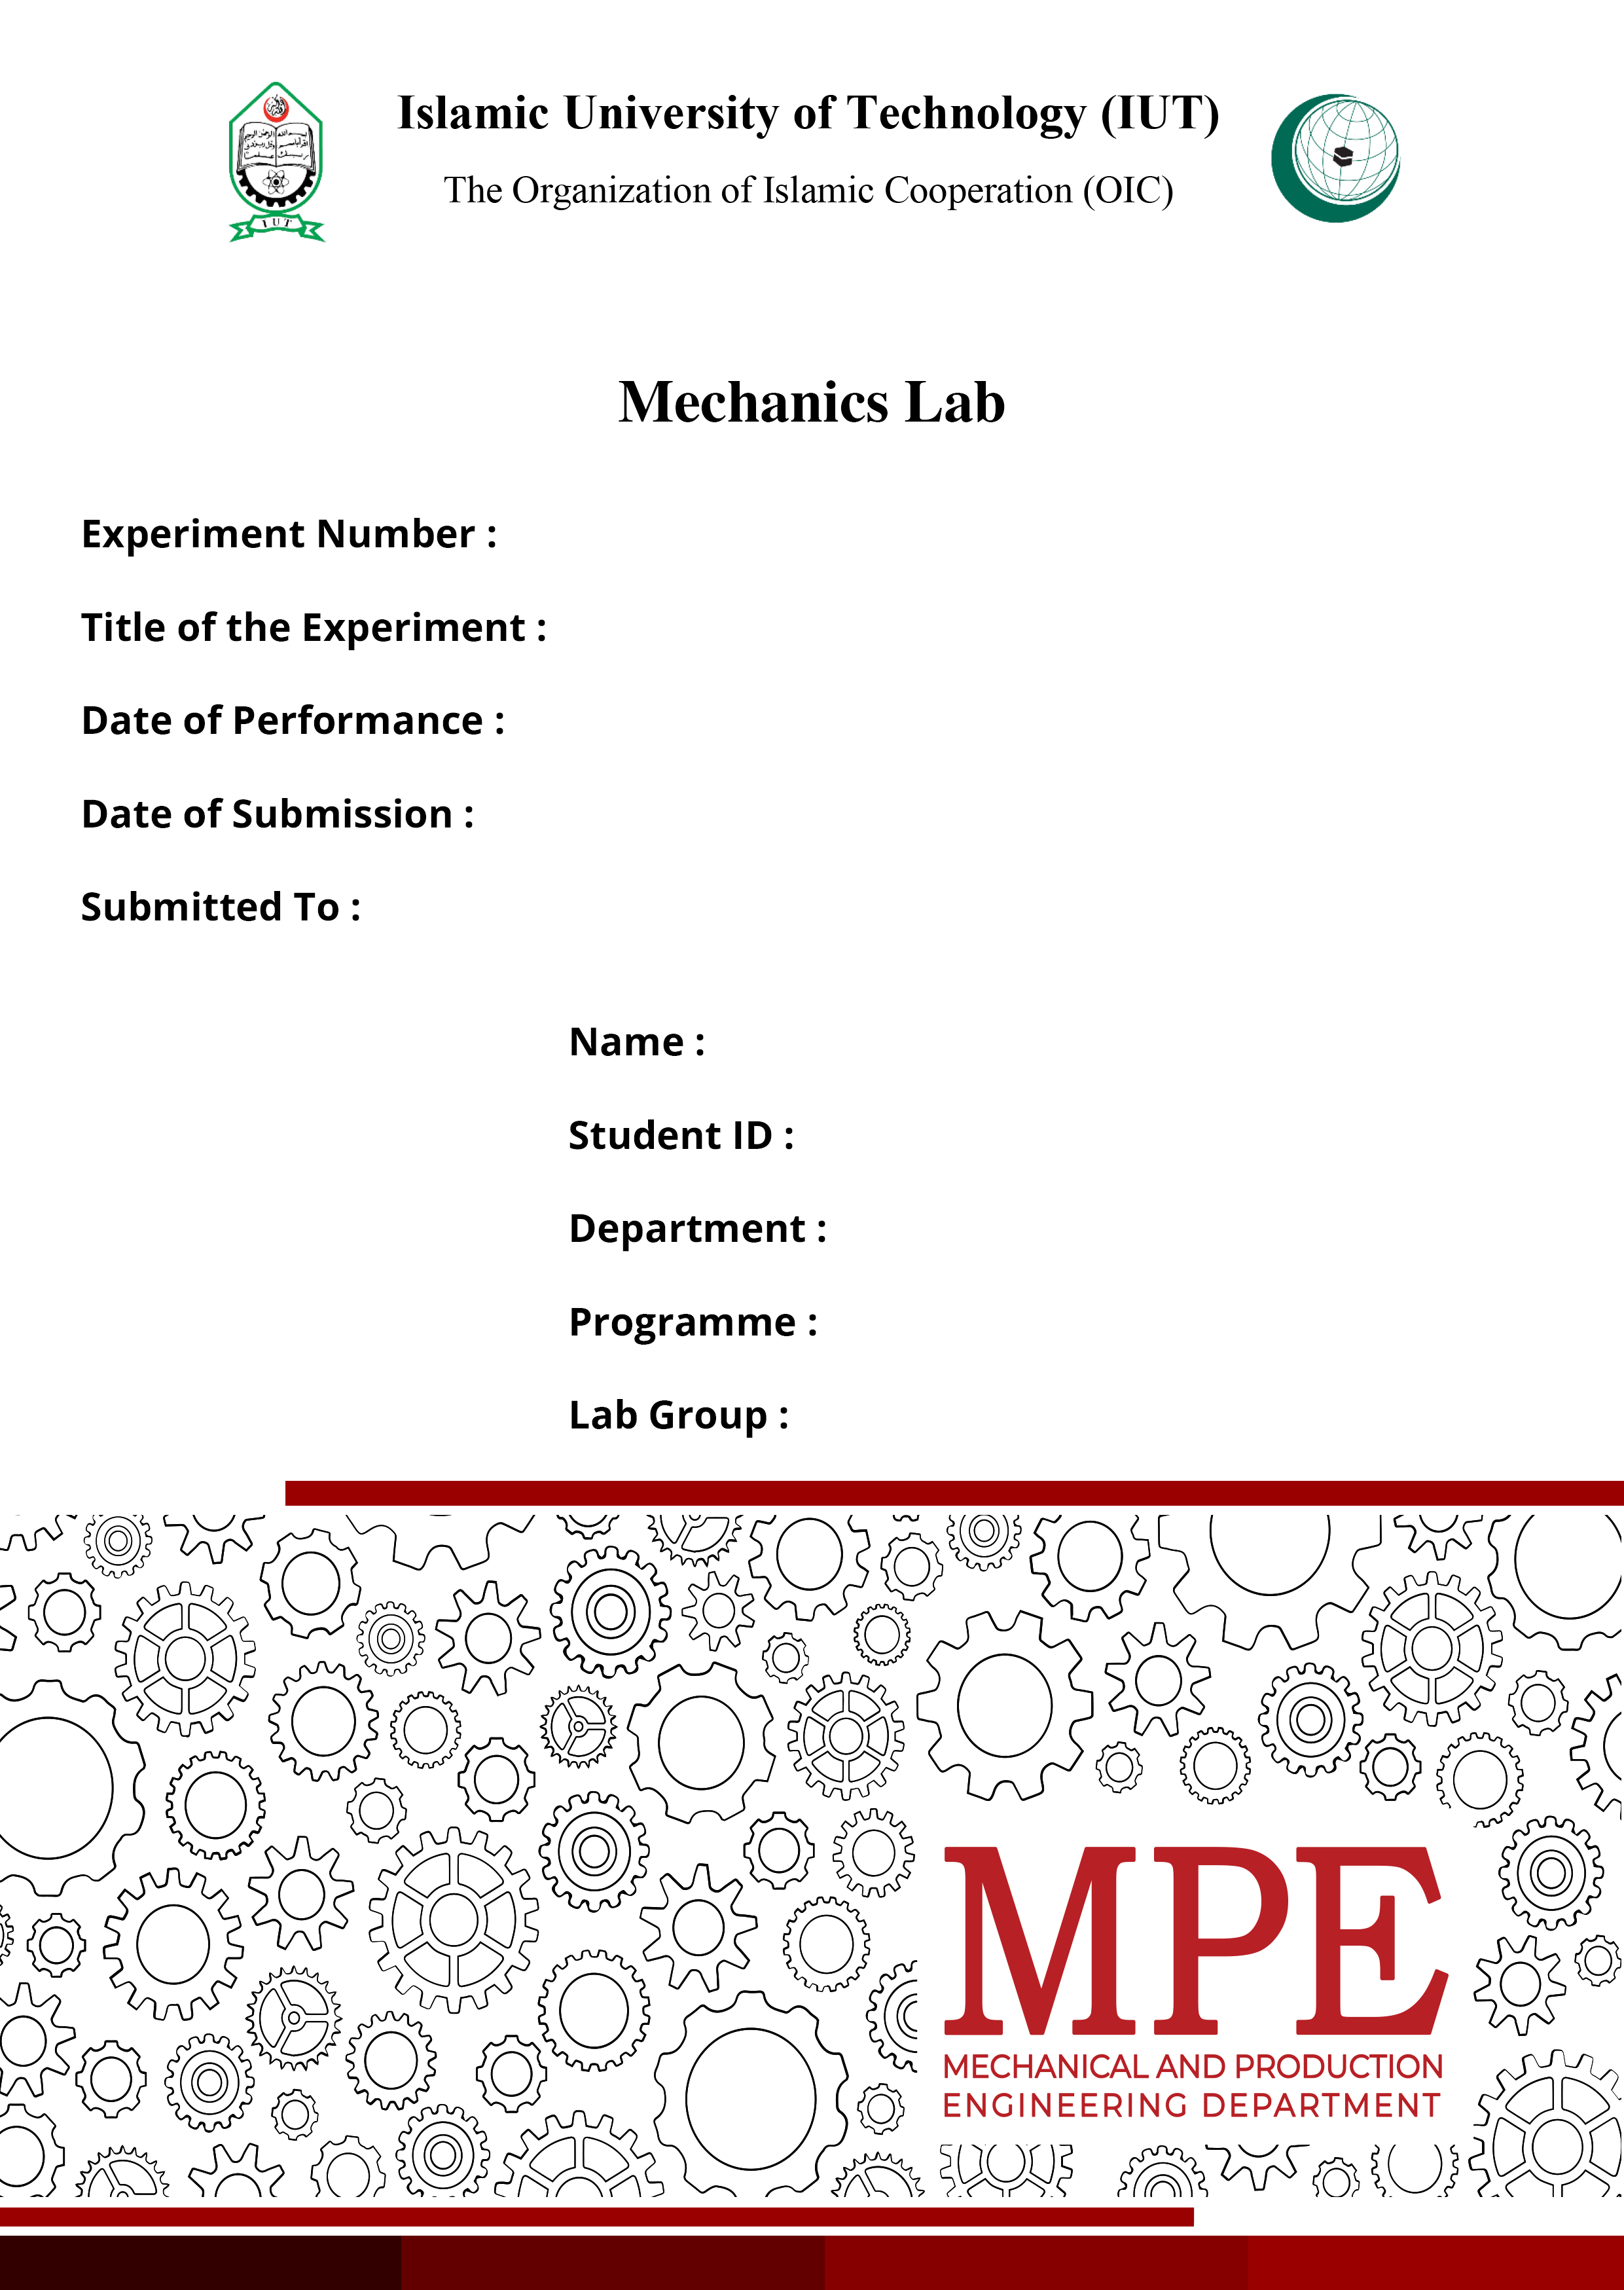 Islamic University of Technology (IUT)
The Organization of Islamic Cooperation (OIC)
I U T
Mechanics Lab
Experiment Number :
Title of the Experiment :
Date of Performance :
Date of Submission :
Submitted To :
Name :
Student ID :
Department :
Programme :
Lab Group :
MPE
MECHANICAL AND PRODUCTION
ENGINEERING DEPARTMENT